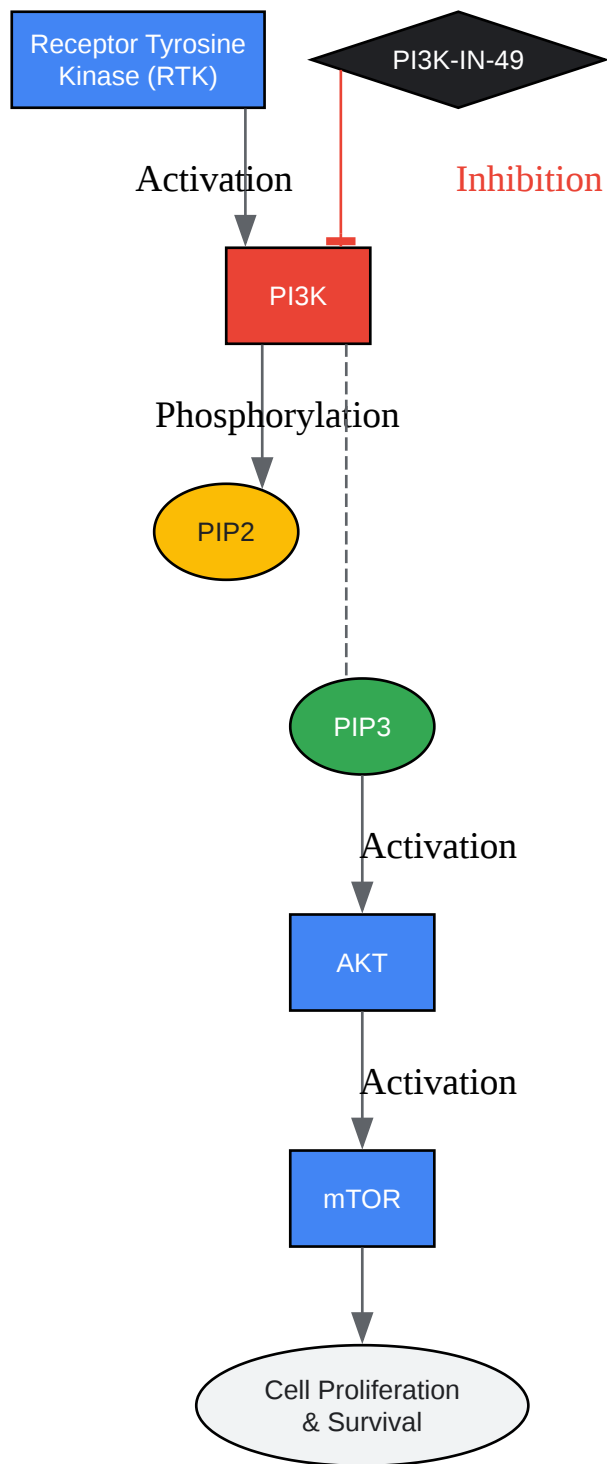 Receptor Tyrosine
Kinase (RTK)
PI3K-IN-49
Activation
Inhibition
PI3K
Phosphorylation
PIP2
PIP3
Activation
AKT
Activation
mTOR
Cell Proliferation
& Survival